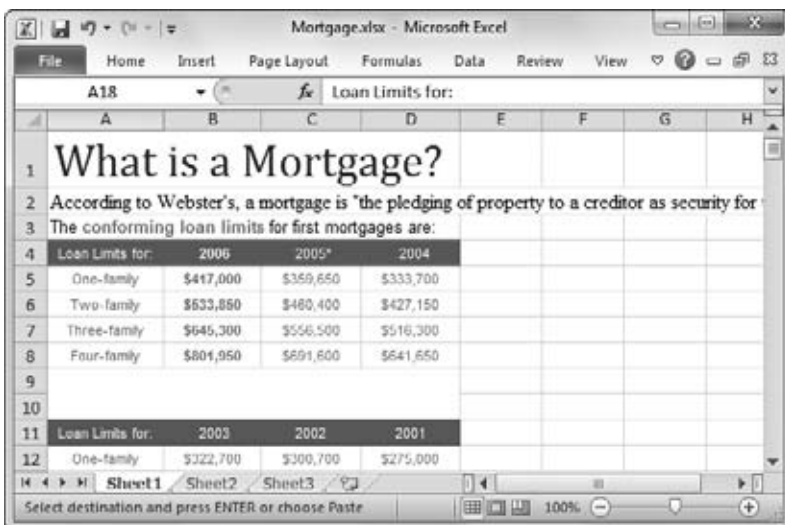 Mortgage.xlsx - Microsoft Excel
File Home Insert Page Layout Formulas Data Review View
A18 fx Loan Limits for:
A B C D E F G H
1 What is a Mortgage?
2 According to Webster's, a mortgage is "the pledging of property to a creditor as security for
3 The conforming loan limits for first mortgages are:
4 Loan Limits for: 2006 2005* 2004
5 One-family $417,000 $359,650 $333,700
6 Two-family $533,850 $460,400 $427,150
7 Three-family $645,300 $556,500 $516,300
8 Four-family $801,950 $691,600 $641,650
9
10
11 Loan Limits for: 2003 2002 2001
12 One-family $322,700 $300,700 $275,000
Sheet1 Sheet2 Sheet3
Select destination and press ENTER or choose Paste 100%